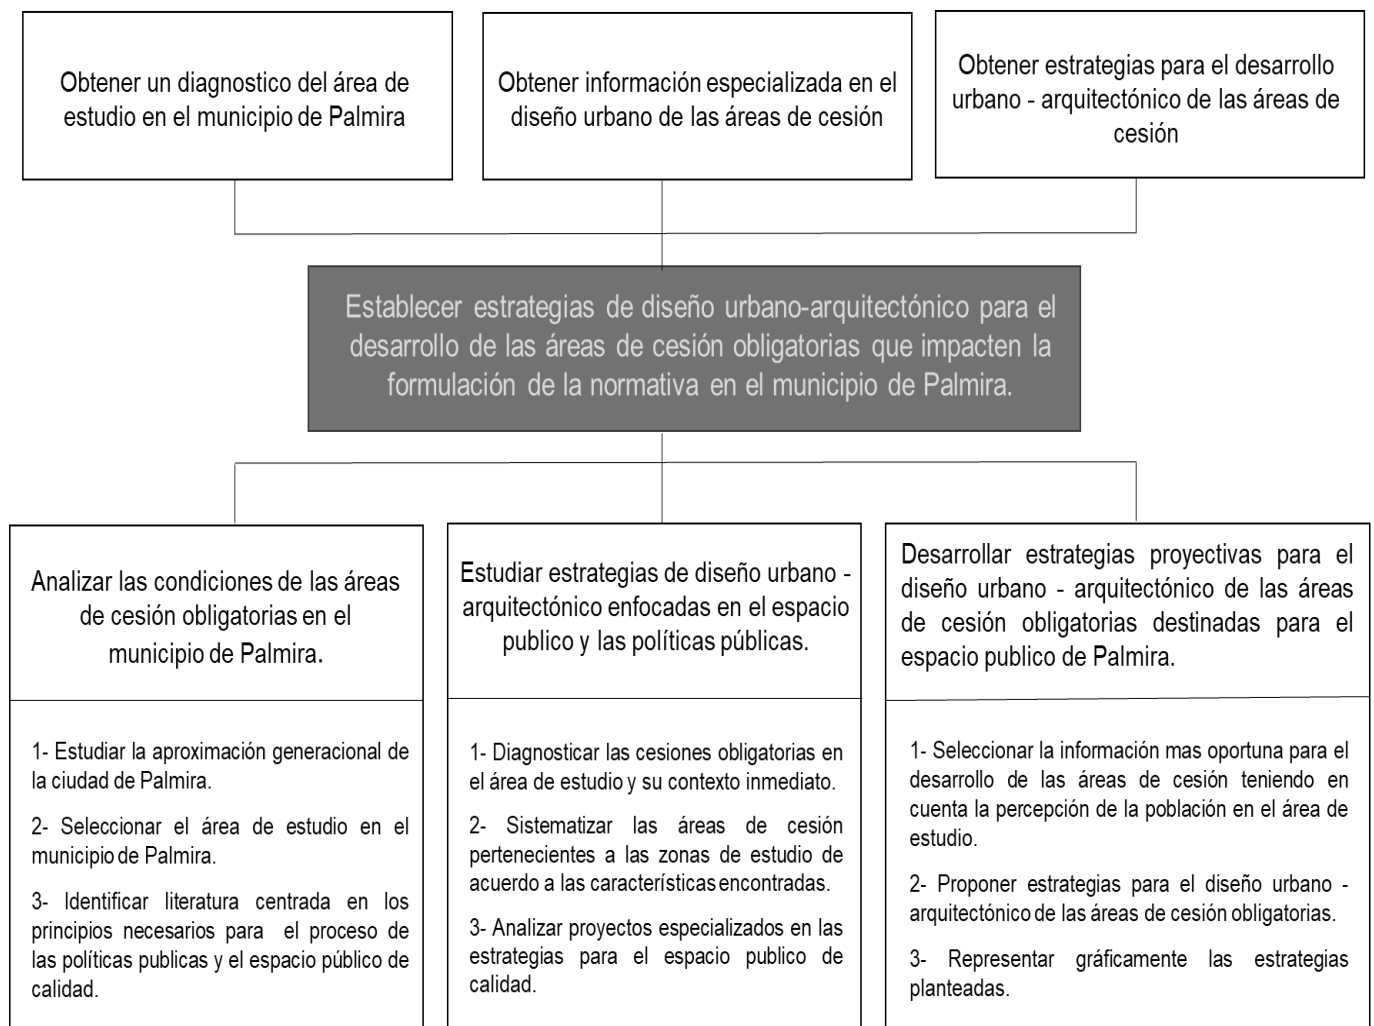 Obtener un diagnostico del área de
estudio en el municipio de Palmira
Obtener información especializada en el
diseño urbano de las áreas de cesión
Obtener estrategias para el desarrollo
urbano - arquitectónico de las áreas de
cesión
Establecer estrategias de diseño urbano-arquitectónico para el
desarrollo de las áreas de cesión obligatorias que impacten la
formulación de la normativa en el municipio de Palmira.
Analizar las condiciones de las áreas
de cesión obligatorias en el
municipio de Palmira.
1- Estudiar la aproximación generacional de
la ciudad de Palmira.
2- Seleccionar el área de estudio en el
municipio de Palmira.
3- Identificar literatura centrada en los
principios necesarios para el proceso de
las políticas publicas y el espacio público de
calidad.
Estudiar estrategias de diseño urbano -
arquitectónico enfocadas en el espacio
publico y las políticas públicas.
1- Diagnosticar las cesiones obligatorias en
el área de estudio y su contexto inmediato.
2- Sistematizar las áreas de cesión
pertenecientes a las zonas de estudio de
acuerdo a las características encontradas.
3- Analizar proyectos especializados en las
estrategias para el espacio publico de
calidad.
Desarrollar estrategias proyectivas para el
diseño urbano - arquitectónico de las áreas
de cesión obligatorias destinadas para el
espacio publico de Palmira.
1- Seleccionar la información mas oportuna para el
desarrollo de las áreas de cesión teniendo en
cuenta la percepción de la población en el área de
estudio.
2- Proponer estrategias para el diseño urbano -
arquitectónico de las áreas de cesión obligatorias.
3- Representar gráficamente las estrategias
planteadas.